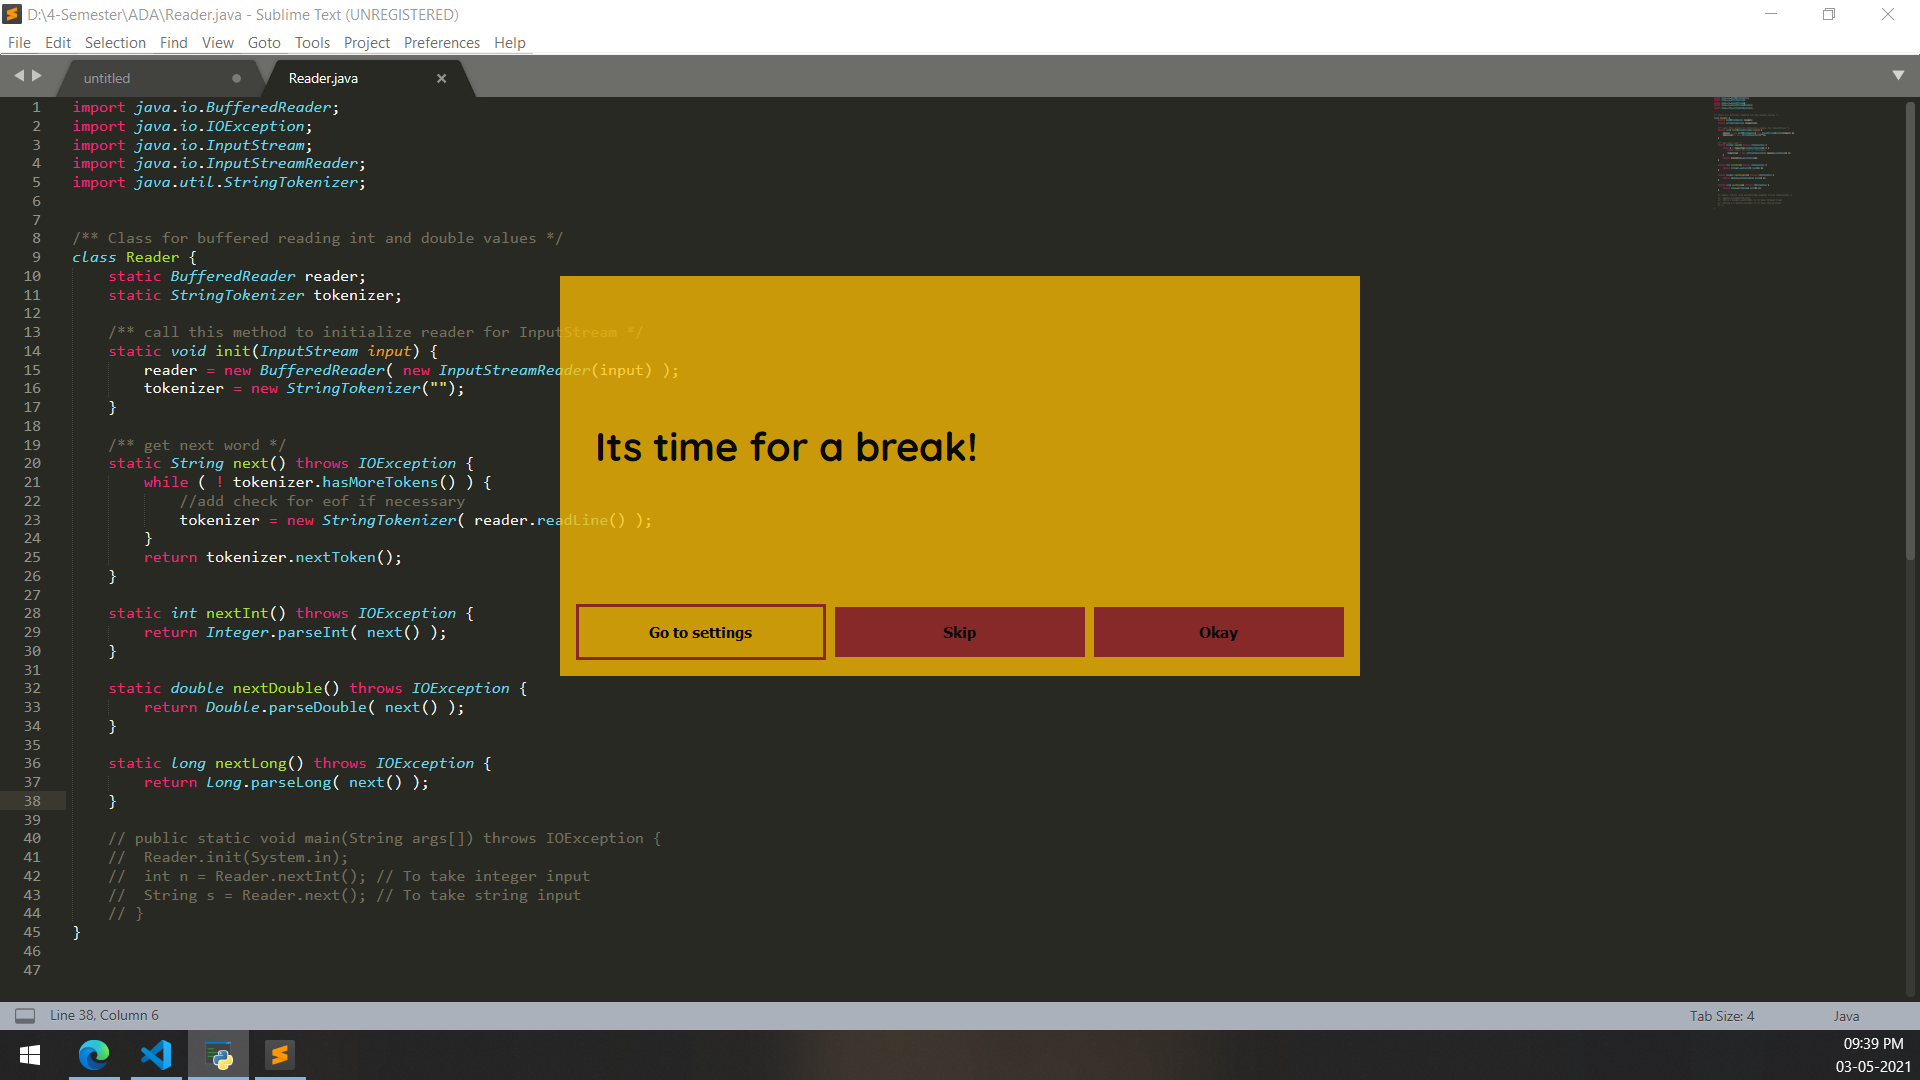 D:\4-Semester\ADA\Reader.java - Sublime Text (UNREGISTERED)
File Edit Selection Find View Goto Tools Project Preferences Help
untitled Reader.java
1 import java.io.BufferedReader;
2 import java.io.IOException;
3 import java.io.InputStream;
4 import java.io.InputStreamReader;
5 import java.util.StringTokenizer;
6
7
8 /** Class for buffered reading int and double values */
9 class Reader {
10 static BufferedReader reader;
11 static StringTokenizer tokenizer;
12
13 /** call this method to initialize reader for InputStream */
14 static void init(InputStream input) {
15 reader = new BufferedReader( new InputStreamReader(input) );
16 tokenizer = new StringTokenizer("");
17 }
18
19 /** get next word */
20 static String next() throws IOException {
21 while ( ! tokenizer.hasMoreTokens() ) {
22 //add check for eof if necessary
23 tokenizer = new StringTokenizer( reader.readLine() );
24 }
25 return tokenizer.nextToken();
26 }
27
28 static int nextInt() throws IOException {
29 return Integer.parseInt( next() );
30 }
31
32 static double nextDouble() throws IOException {
33 return Double.parseDouble( next() );
34 }
35
36 static long nextLong() throws IOException {
37 return Long.parseLong( next() );
38 }
39
40 // public static void main(String args[]) throws IOException {
41 // Reader.init(System.in);
42 // int n = Reader.nextInt(); // To take integer input
43 // String s = Reader.next(); // To take string input
44 // }
45 }
46
47
Its time for a break!
Go to settings Skip Okay
Line 38, Column 6 Tab Size: 4 Java
09:39 PM
03-05-2021